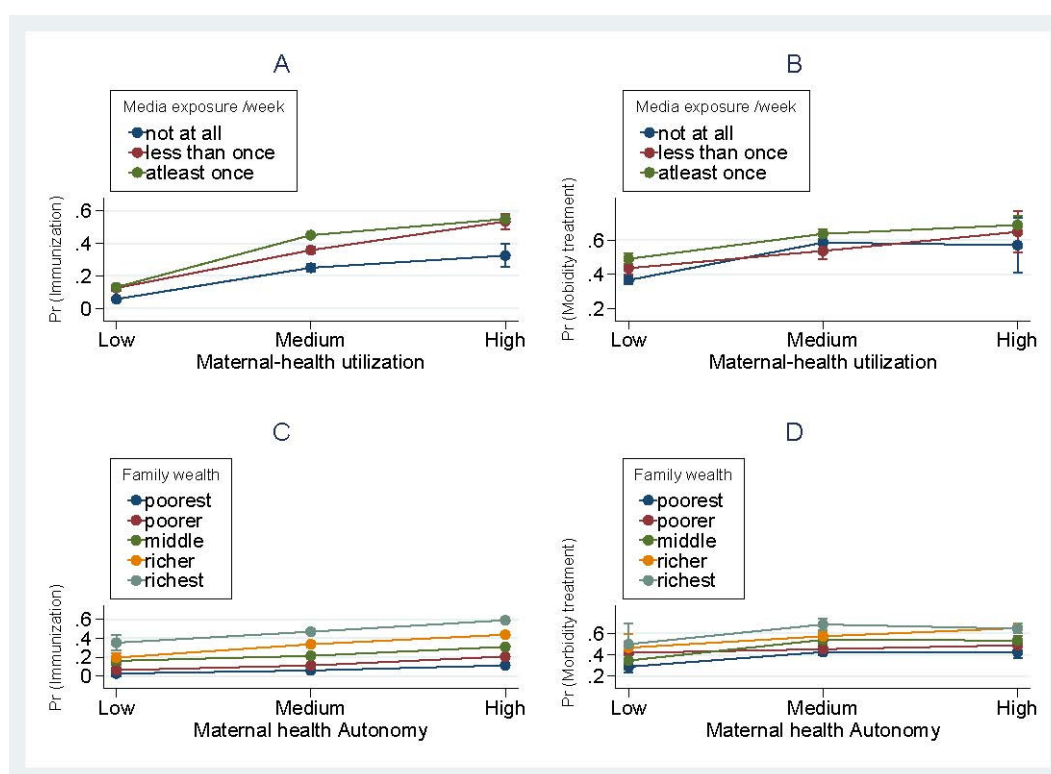 A
Media exposure /week
not at all
less than once
atleast once
Pr (Immunization)
.6
.4
.2
0
Low Medium High
Maternal-health utilization
B
Media exposure /week
not at all
less than once
atleast once
Pr (Mobidity treatment)
.6
.4
.2
Low Medium High
Maternal-health utilization
C
Family wealth
poorest
poorer
middle
richer
richest
Pr (Immunization)
.6
.4
.2
0
Low Medium High
Maternal health Autonomy
D
Family wealth
poorest
poorer
middle
richer
richest
Pr (Morbidity treatment)
.6
.4
.2
Low Medium High
Maternal health Autonomy